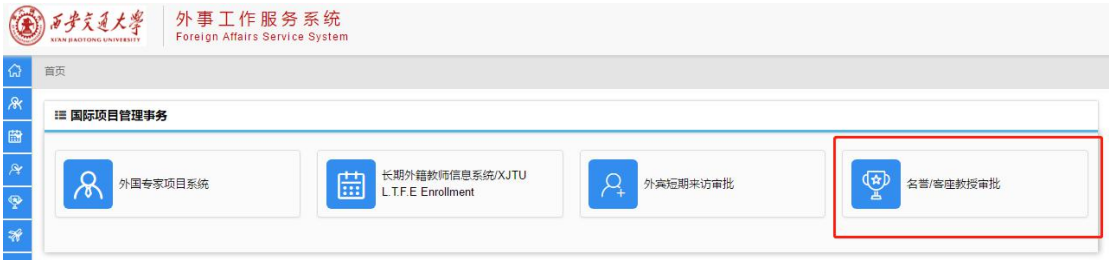 西安交通大学
XI'AN JIAOTONG UNIVERSITY
外事工作服务系统
Foreign Affairs Service System
首页
国际项目管理事务
外国专家项目系统
长期外籍教师信息系统/XJTU
L.T.F.E Enrollment
外宾短期来访审批
名誉/客座教授审批